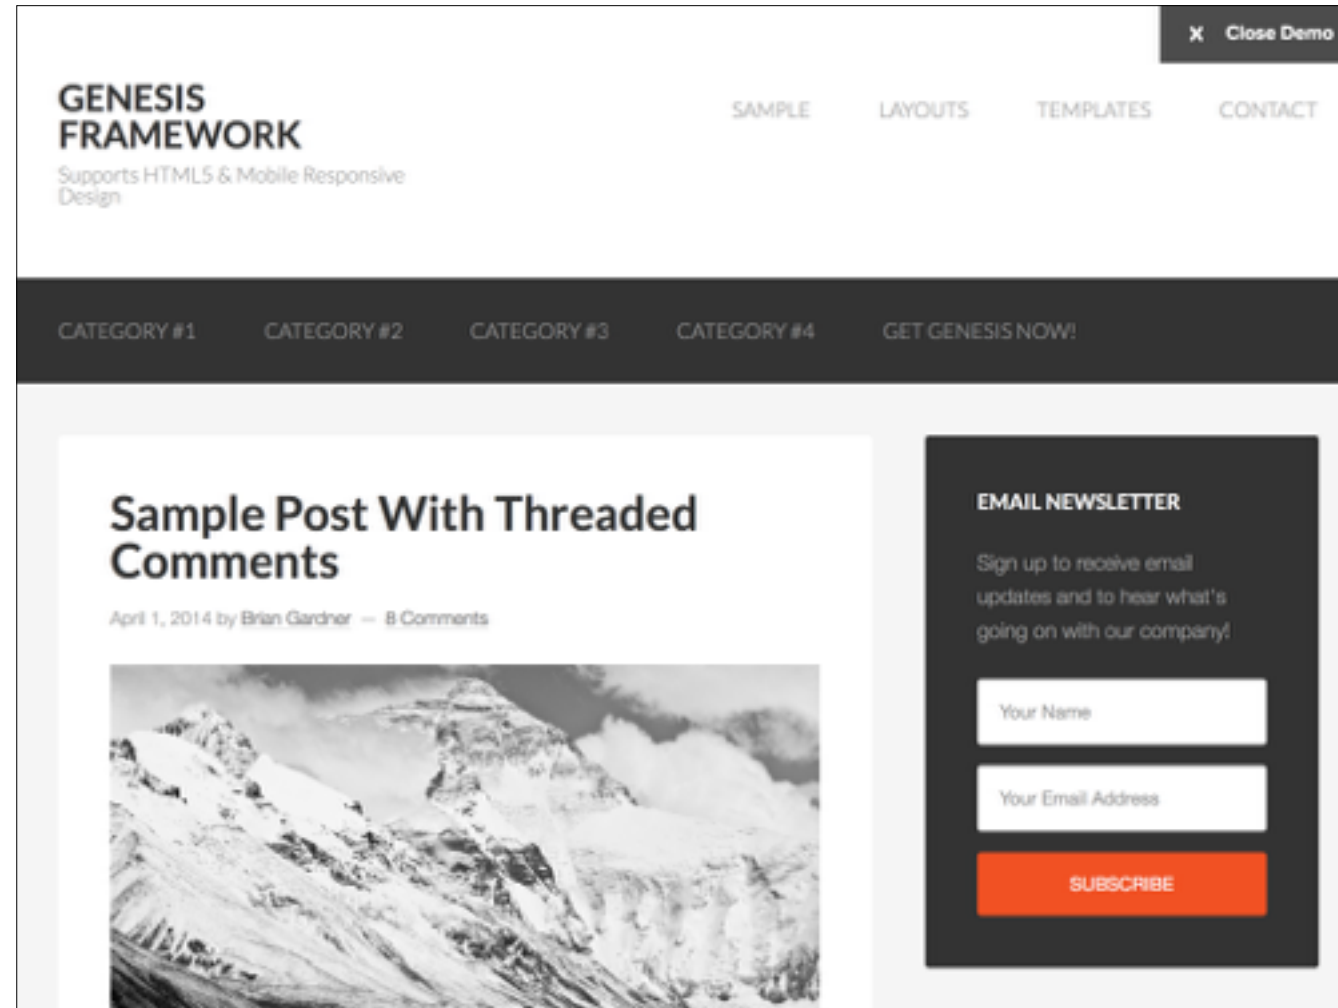 X Close Demo
GENESIS
FRAMEWORK
Supports HTML5 & Mobile Responsive
Design
SAMPLE LAYOUTS TEMPLATES CONTACT
CATEGORY #1 CATEGORY #2 CATEGORY #3 CATEGORY #4 GET GENESIS NOW!
Sample Post With Threaded
Comments
April 1, 2014 by Brian Gardner — 8 Comments
EMAIL NEWSLETTER
Sign up to receive email
updates and to hear what's
going on with our company!
Your Name
Your Email Address
SUBSCRIBE